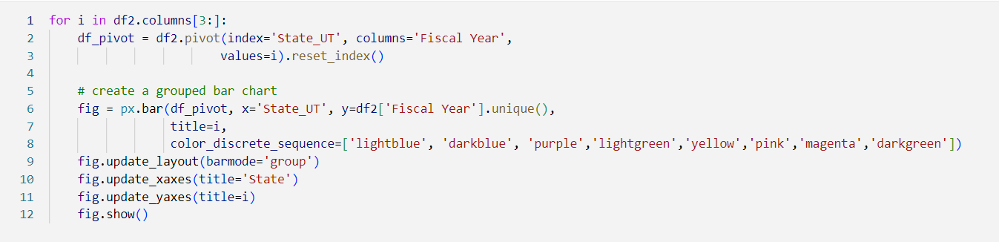 1 for i in df2.columns[3:]:
2     df_pivot = df2.pivot(index='State_UT', columns='Fiscal Year',
3                         values=i).reset_index()
4
5     # create a grouped bar chart
6     fig = px.bar(df_pivot, x='State_UT', y=df2['Fiscal Year'].unique(),
7                  title=i,
8                  color_discrete_sequence=['lightblue', 'darkblue', 'purple','lightgreen','yellow','pink','magenta','darkgreen'])
9     fig.update_layout(barmode='group')
10     fig.update_xaxes(title='State')
11     fig.update_yaxes(title=i)
12     fig.show()